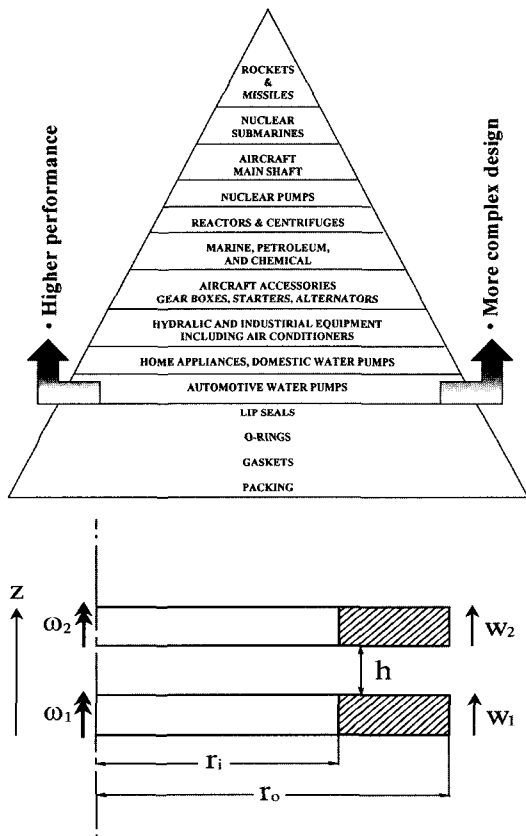 ROCKETS
&
MISSILES
NUCLEAR
SUBMARINES
AIRCRAFT
MAIN SHAFT
NUCLEAR PUMPS
REACTORS & CENTRIFUGES
MARINE, PETROLEUM,
AND CHEMICAL
AIRCRAFT ACCESSORIES
GEAR BOXES, STARTERS, ALTERNATORS
HYDRALIC AND INDUSTIRIAL EQUIPMENT
INCLUDING AIR CONDITIONERS
HOME APPLIANCES, DOMESTIC WATER PUMPS
AUTOMOTIVE WATER PUMPS
LIP SEALS
O-RINGS
GASKETS
PACKING
• Higher performance
• More complex design
z
ω₂
w₂
h
ω₁
w₁
rᵢ
rₒ